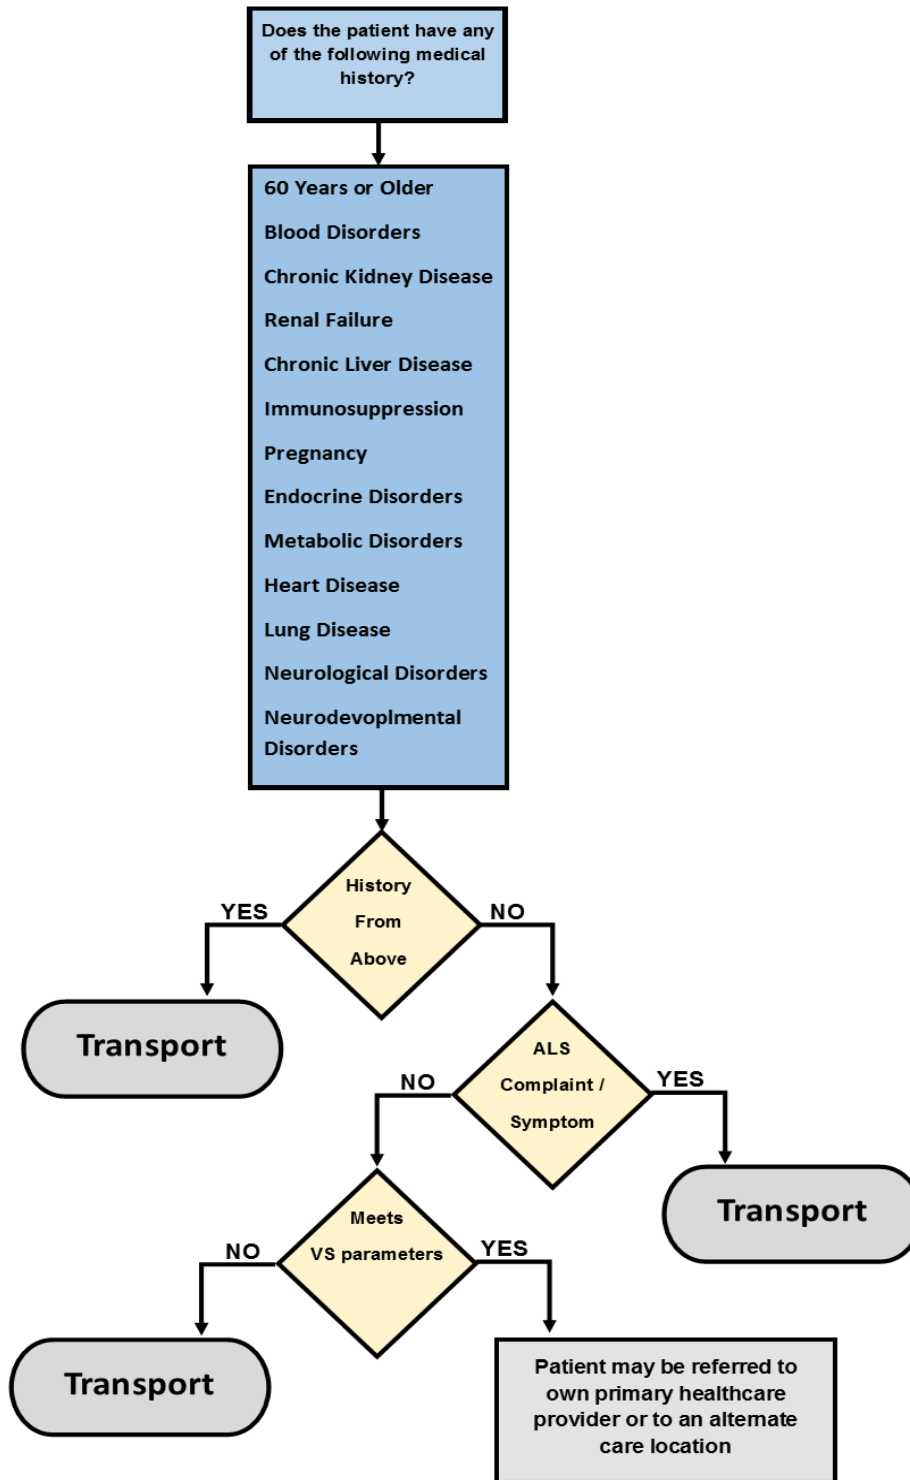 Does the patient have any
of the following medical
history?
60 Years or Older
Blood Disorders
Chronic Kidney Disease
Renal Failure
Chronic Liver Disease
Immunosuppression
Pregnancy
Endocrine Disorders
Metabolic Disorders
Heart Disease
Lung Disease
Neurological Disorders
Neurodevoplmental
Disorders
History
From
Above
YES
NO
Transport
ALS
Complaint /
Symptom
NO
YES
Transport
Meets
VS parameters
NO
YES
Transport
Patient may be referred to
own primary healthcare
provider or to an alternate
care location